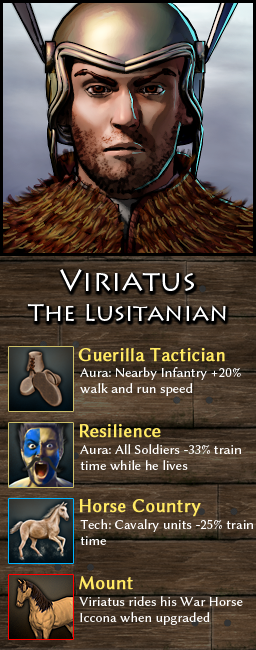 Viriatus
The Lusitanian
Guerilla Tactician
Aura: Nearby Infantry +20%
walk and run speed
Resilience
Aura: All Soldiers -33% train
time while he lives
Horse Country
Tech: Cavalry units -25% train
time
Mount
Viriatus rides his War Horse
Iccona when upgraded